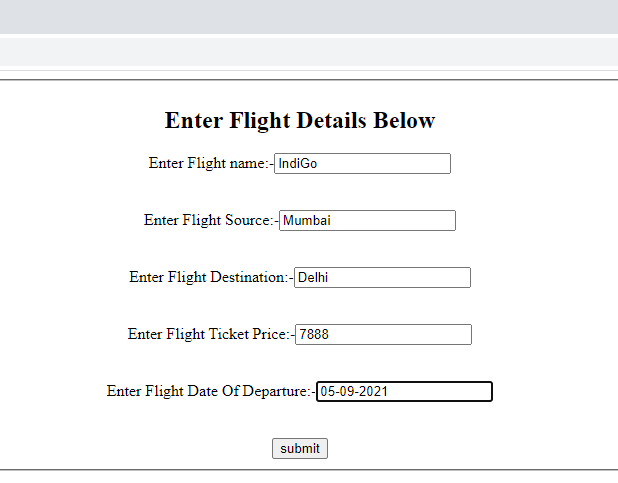 Enter Flight Details Below
Enter Flight name:-IndiGo
Enter Flight Source:-Mumbai
Enter Flight Destination:-Delhi
Enter Flight Ticket Price:-7888
Enter Flight Date Of Departure:-05-09-2021
submit